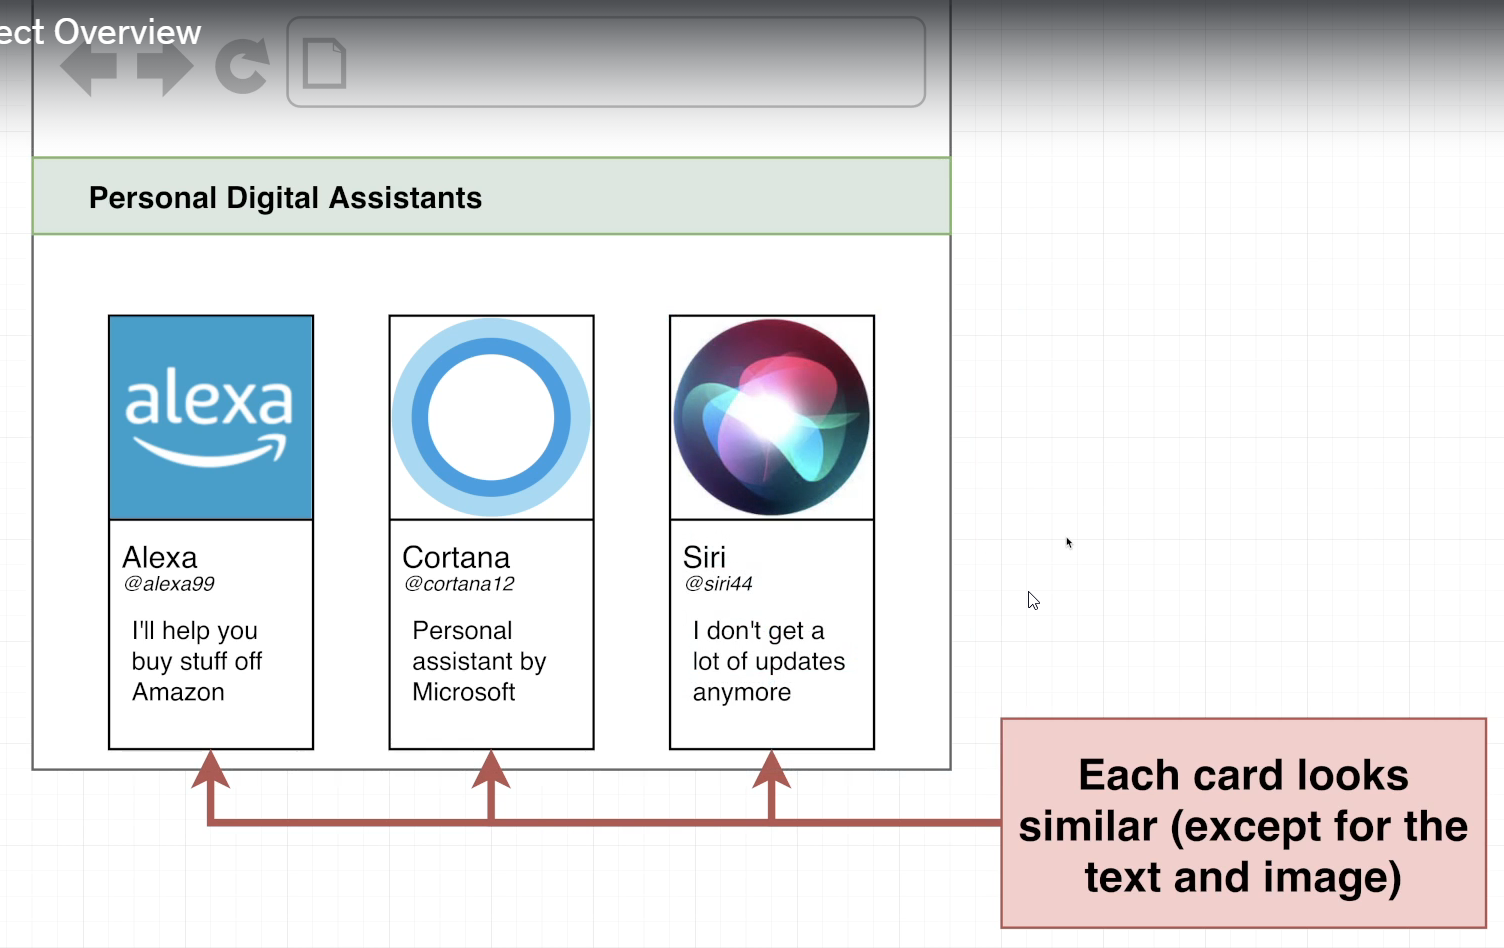 ect Overview
Personal Digital Assistants
alexa
Alexa
@alexa99
I'll help you
buy stuff off
Amazon
Cortana
@cortana12
Personal
assistant by
Microsoft
Siri
@siri44
I don't get a
lot of updates
anymore
Each card looks
similar (except for the
text and image)